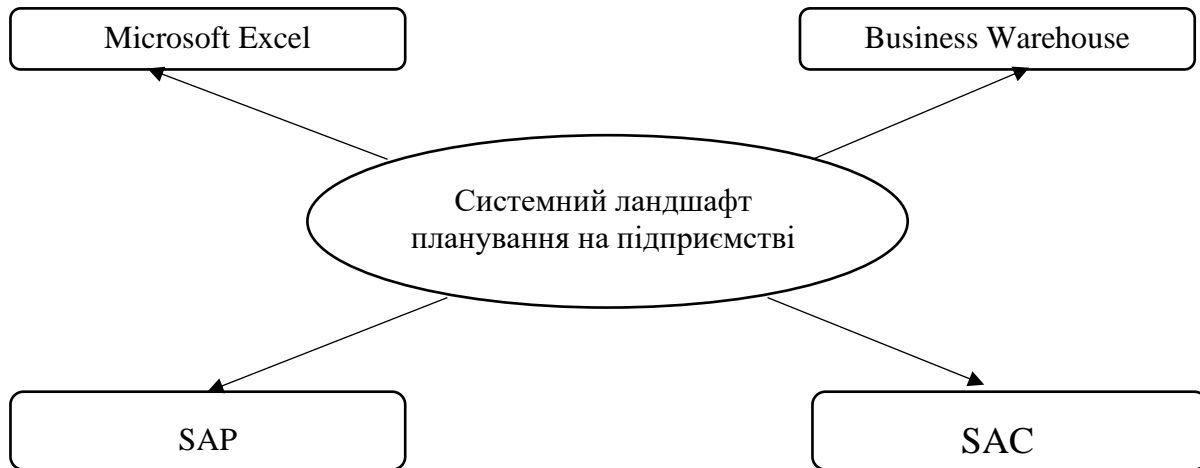 Microsoft Excel
Business Warehouse
Системний ландшафт
планування на підприємстві
SAP
SAC